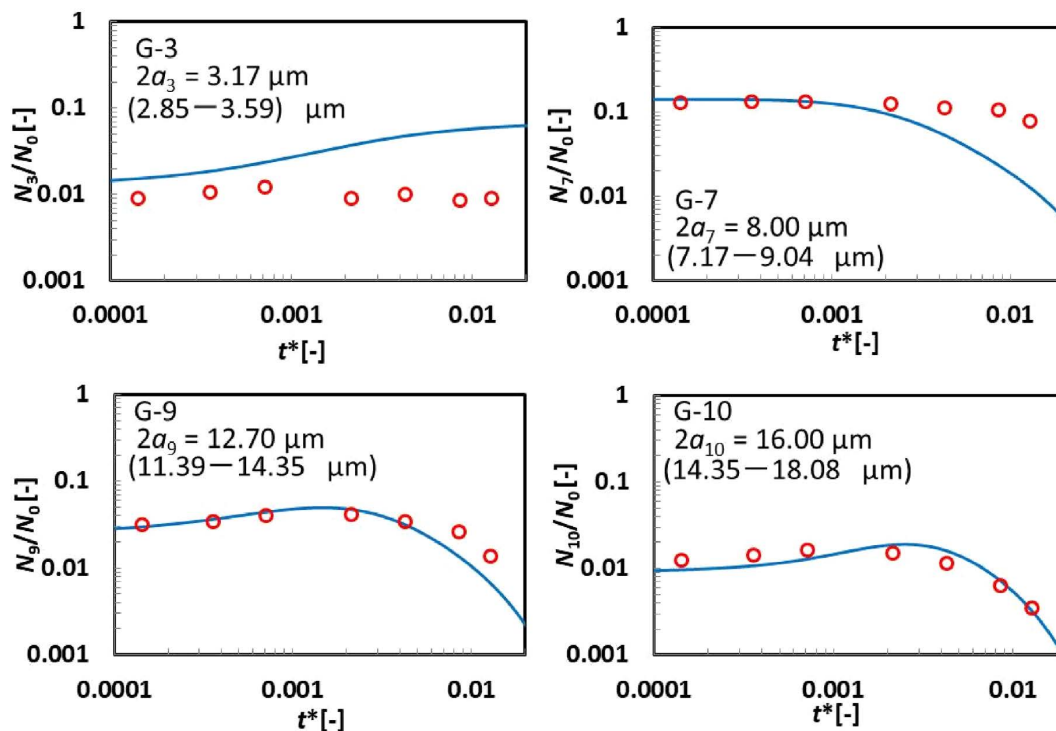 1
G-3
2a₃ = 3.17 μm
(2.85—3.59) μm
0.1
0.01
0.001
N₃/N₀[-]
0.0001
0.001
0.01
t*[-]
1
0.1
0.01
0.001
N₇/N₀[-]
G-7
2a₇ = 8.00 μm
(7.17—9.04 μm)
0.0001
0.001
0.01
t*[-]
1
G-9
2a₉ = 12.70 μm
(11.39—14.35 μm)
0.1
0.01
0.001
N₉/N₀[-]
0.0001
0.001
0.01
t*[-]
1
G-10
2a₁₀ = 16.00 μm
(14.35—18.08 μm)
0.1
0.01
0.001
N₁₀/N₀[-]
0.0001
0.001
0.01
t*[-]